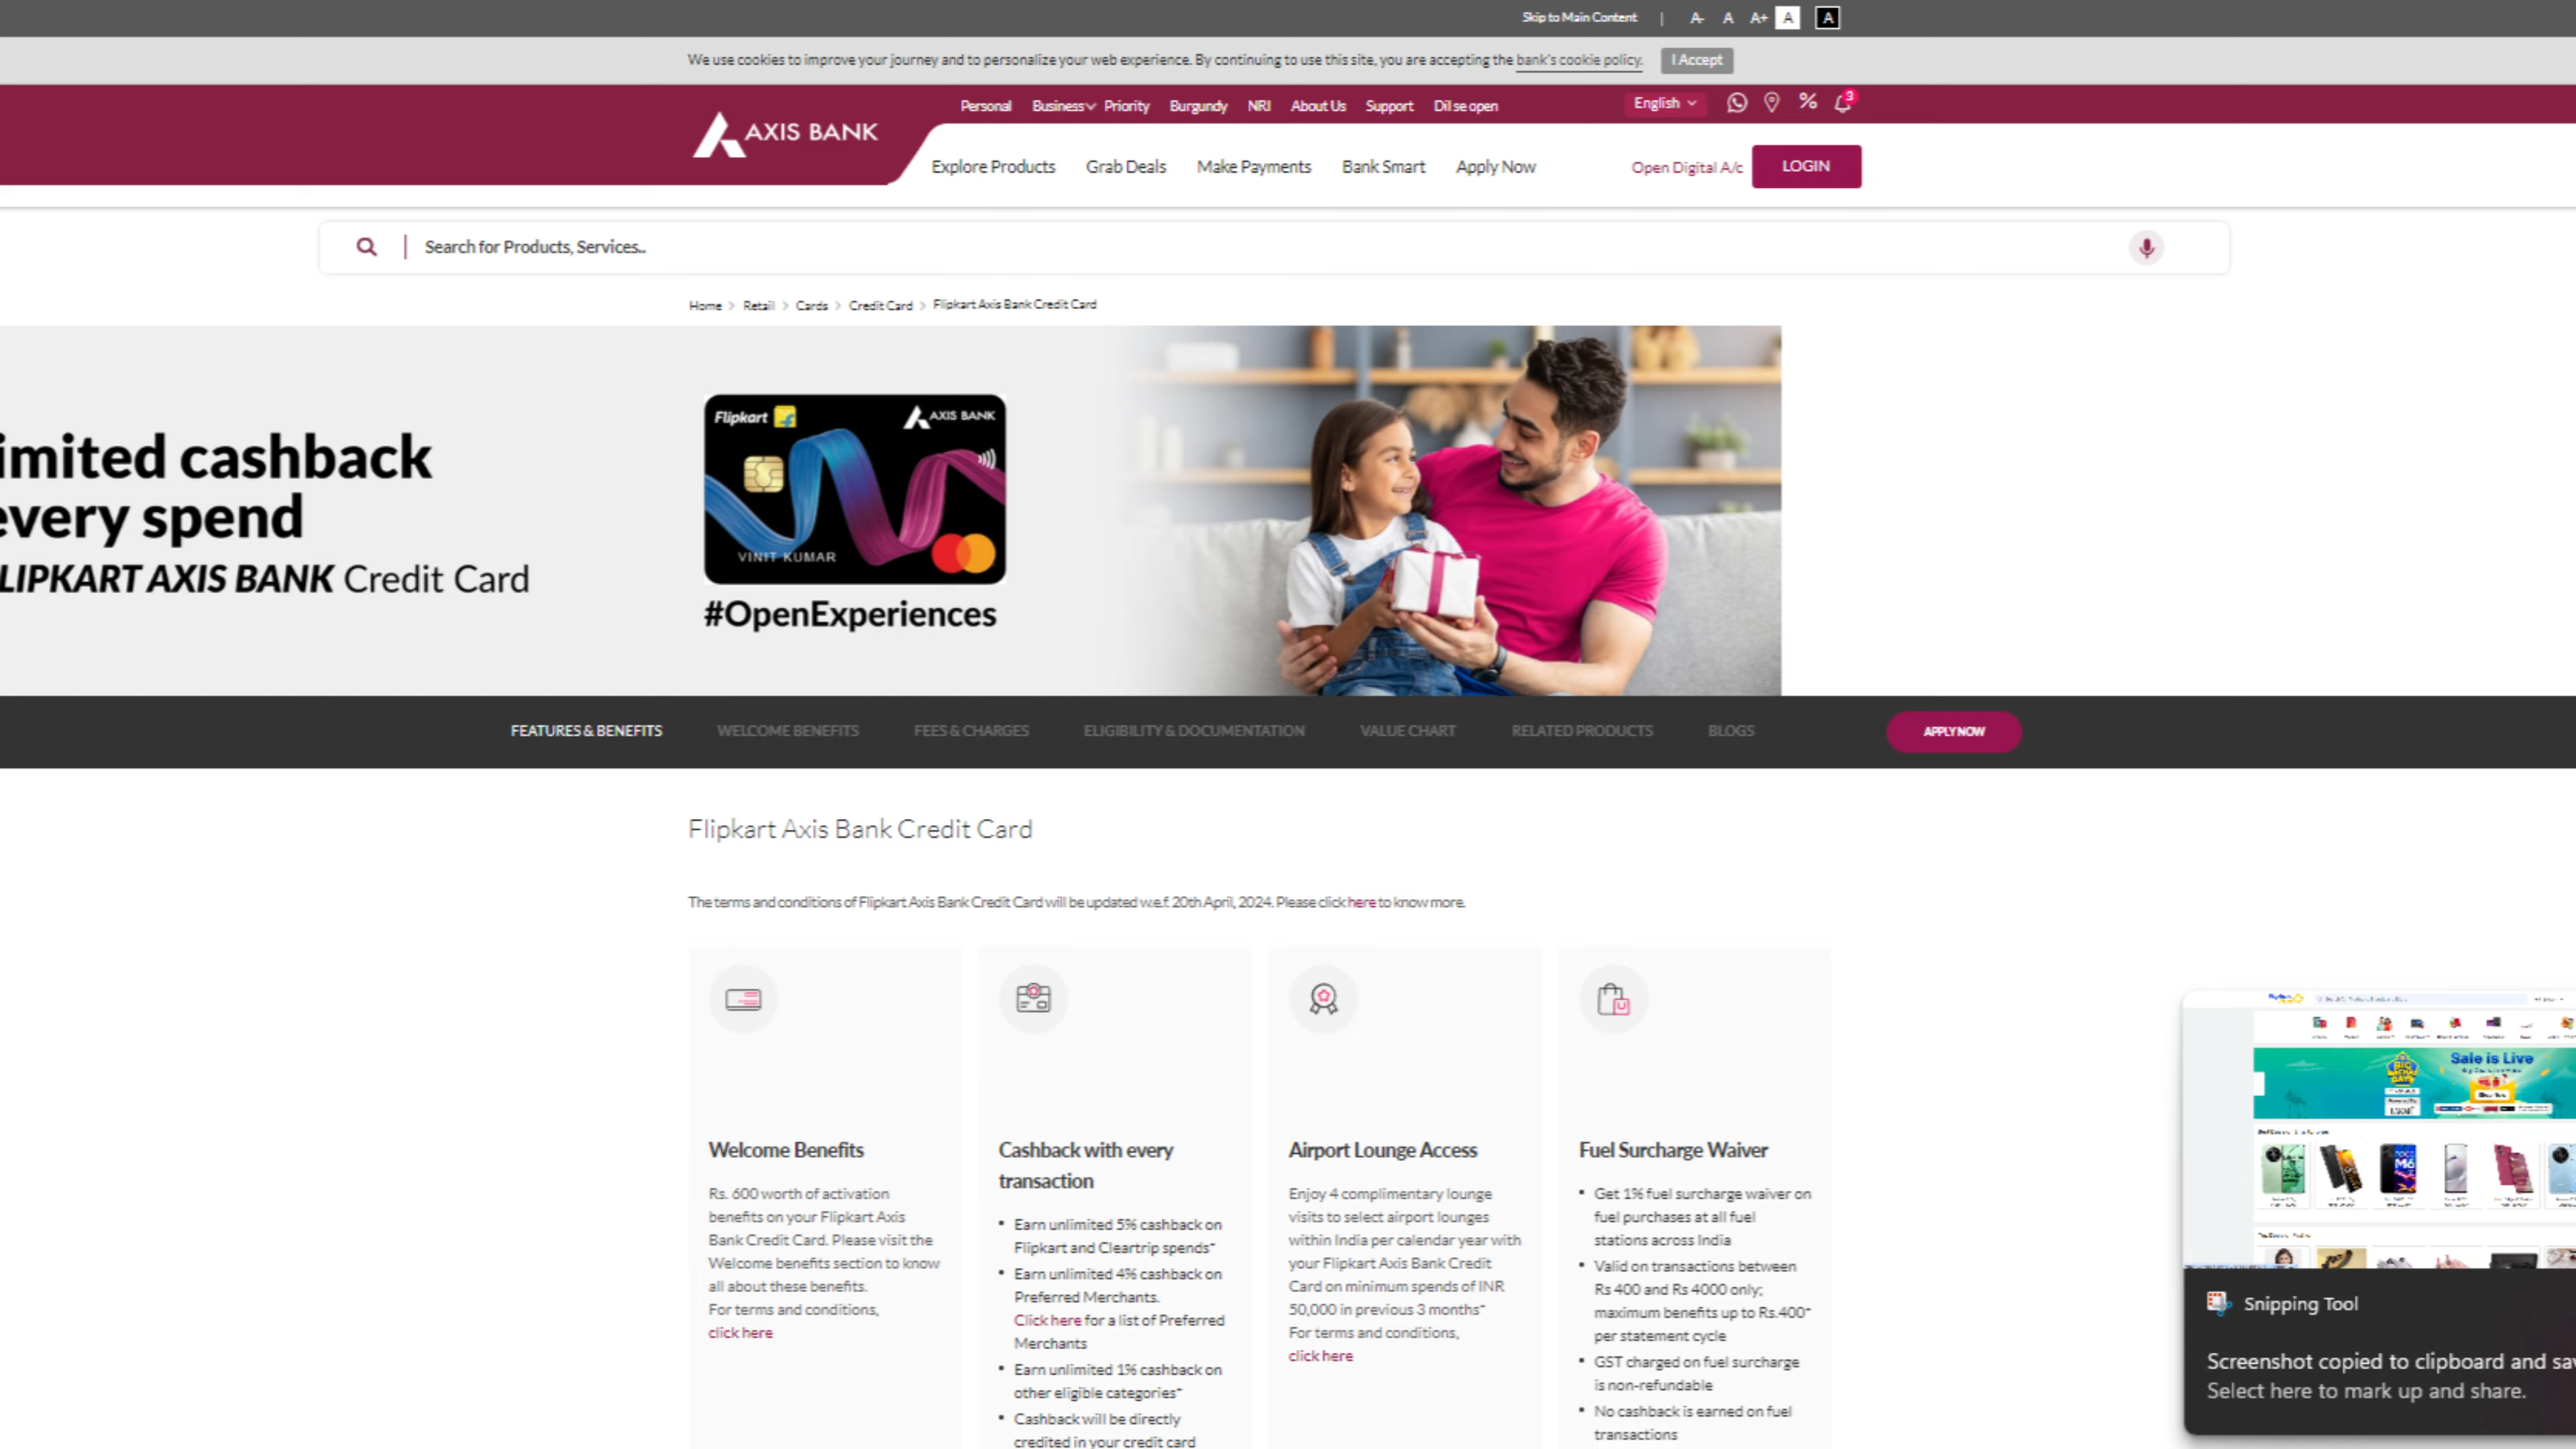 Skip to Main Content | A- A A+ A A
We use cookies to improve your journey and to personalize your web experience. By continuing to use this site, you are accepting the bank's cookie policy. I Accept
AXIS BANK
Personal Business Priority Burgundy NRI About Us Support Dil se open English 3
Explore Products Grab Deals Make Payments Bank Smart Apply Now Open Digital A/c LOGIN
Search for Products, Services..
Home > Retail > Cards > Credit Card > Flipkart Axis Bank Credit Card
imited cashback
every spend
LIPKART AXIS BANK Credit Card
Flipkart AXIS BANK
VINIT KUMAR
#OpenExperiences
FEATURES & BENEFITS WELCOME BENEFITS FEES & CHARGES ELIGIBILITY & DOCUMENTATION VALUE CHART RELATED PRODUCTS BLOGS APPLY NOW
Flipkart Axis Bank Credit Card
The terms and conditions of Flipkart Axis Bank Credit Card will be updated w.e.f. 20th April, 2024. Please click here to know more.
Welcome Benefits
Rs. 600 worth of activation
benefits on your Flipkart Axis
Bank Credit Card. Please visit the
Welcome benefits section to know
all about these benefits.
For terms and conditions,
click here
Cashback with every
transaction
• Earn unlimited 5% cashback on
Flipkart and Cleartrip spends*
• Earn unlimited 4% cashback on
Preferred Merchants.
Click here for a list of Preferred
Merchants
• Earn unlimited 1% cashback on
other eligible categories*
• Cashback will be directly
credited in your credit card
Airport Lounge Access
Enjoy 4 complimentary lounge
visits to select airport lounges
within India per calendar year with
your Flipkart Axis Bank Credit
Card on minimum spends of INR
50,000 in previous 3 months*
For terms and conditions,
click here
Fuel Surcharge Waiver
• Get 1% fuel surcharge waiver on
fuel purchases at all fuel
stations across India
• Valid on transactions between
Rs 400 and Rs 4000 only;
maximum benefits up to Rs.400*
per statement cycle
• GST charged on fuel surcharge
is non-refundable
• No cashback is earned on fuel
transactions
Sale is Live
Snipping Tool
Screenshot copied to clipboard and sav
Select here to mark up and share.